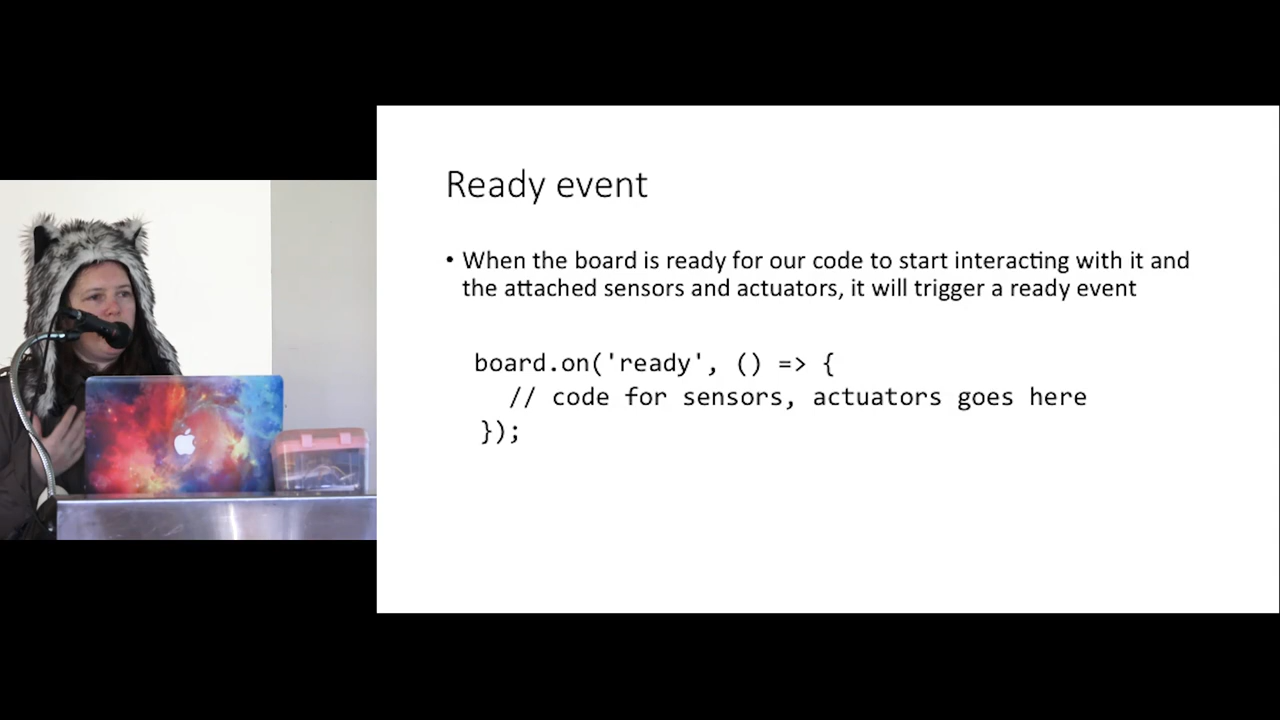 Ready event
• When the board is ready for our code to start interacting with it and
the attached sensors and actuators, it will trigger a ready event
board.on('ready', () => {
// code for sensors, actuators goes here
});